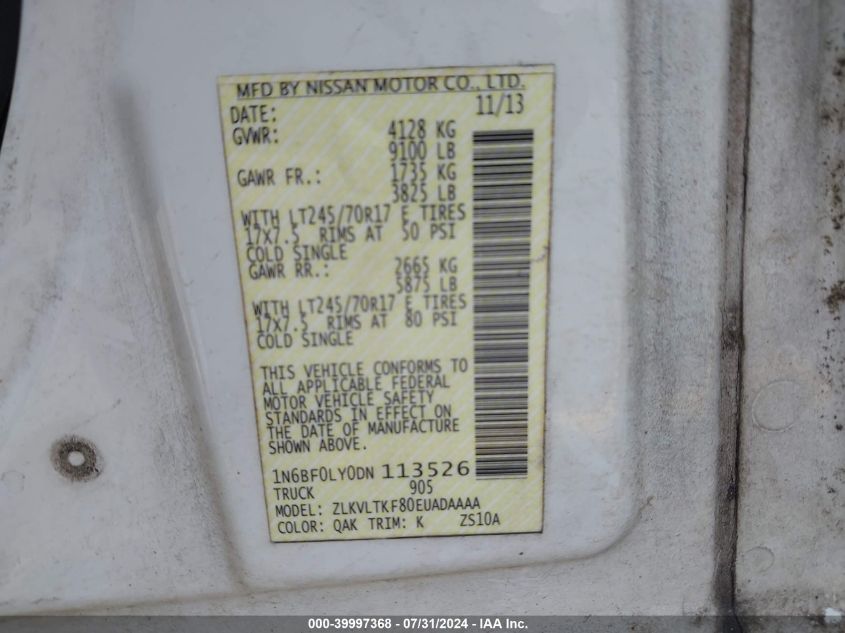 MFD BY NISSAN MOTOR CO., LTD.
DATE: 11/13
GVWR: 4128 KG
9100 LB
GAWR FR.: 1735 KG
3825 LB
WITH LT245/70R17 E TIRES
17X7.5 RIMS AT 50 PSI
COLD SINGLE
GAWR RR.: 2665 KG
5875 LB
WITH LT245/70R17 E TIRES
17X7.5 RIMS AT 80 PSI
COLD SINGLE
THIS VEHICLE CONFORMS TO
ALL APPLICABLE FEDERAL
MOTOR VEHICLE SAFETY
STANDARDS IN EFFECT ON
THE DATE OF MANUFACTURE
SHOWN ABOVE.
1N6BF0LY0DN 113526
TRUCK 905
MODEL: ZLKVLTKF80EUADAAAA
COLOR: QAK TRIM: K ZS10A
000-39997368 - 07/31/2024 - IAA Inc.